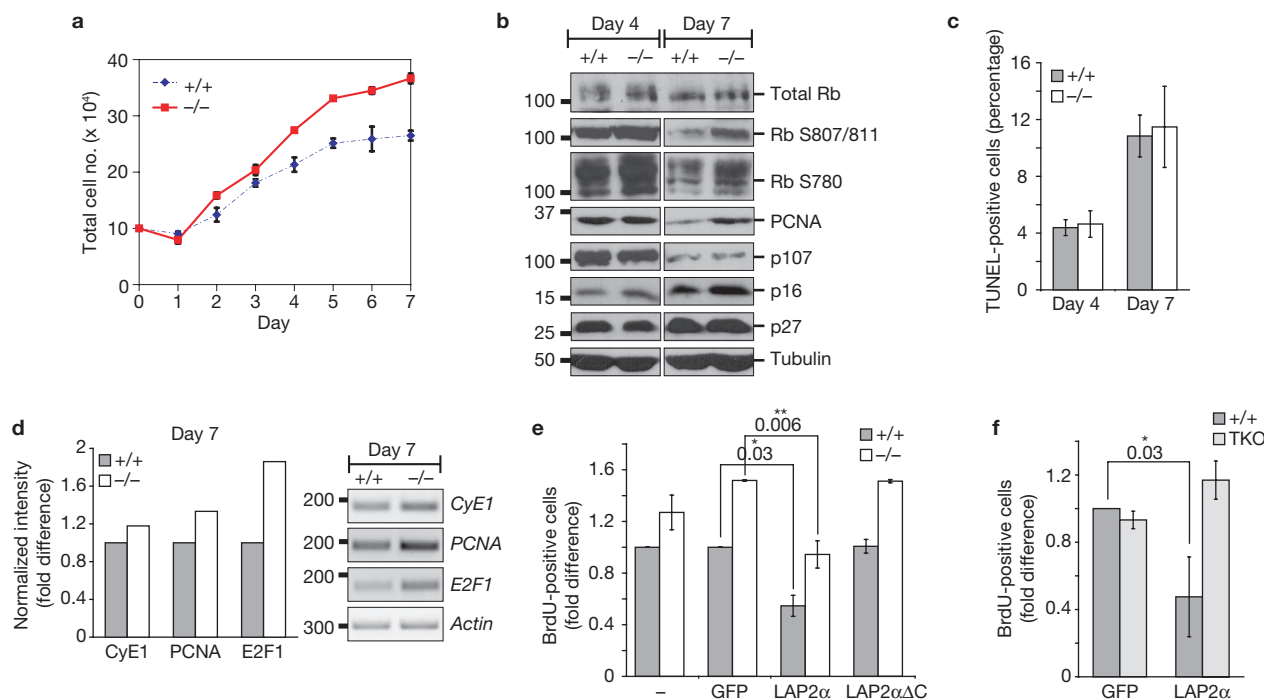 a
Total cell no. (× 10⁴)
40
30
20
10
0
+/+
−/−
0 1 2 3 4 5 6 7
Day
b
Day 4 Day 7
+/+ −/− +/+ −/−
100 Total Rb
100 Rb S807/811
100 Rb S780
37 PCNA
100 p107
15 p16
25 p27
50 Tubulin
c
TUNEL-positive cells (percentage)
16
12
8
4
0
+/+
−/−
Day 4 Day 7
d
Day 7
Normalized intensity
(fold difference)
2
1.6
1.2
0.8
0.4
0
+/+
−/−
CyE1 PCNA E2F1
Day 7
+/+ −/−
200 CyE1
200 PCNA
200 E2F1
300 Actin
e
BrdU-positive cells
(fold difference)
1.6
1.2
0.8
0.4
0
**
0.006
*
0.03
+/+
−/−
– GFP LAP2α LAP2αΔC
f
BrdU-positive cells
(fold difference)
1.6
1.2
0.8
0.4
0
*
0.03
+/+
TKO
GFP LAP2α